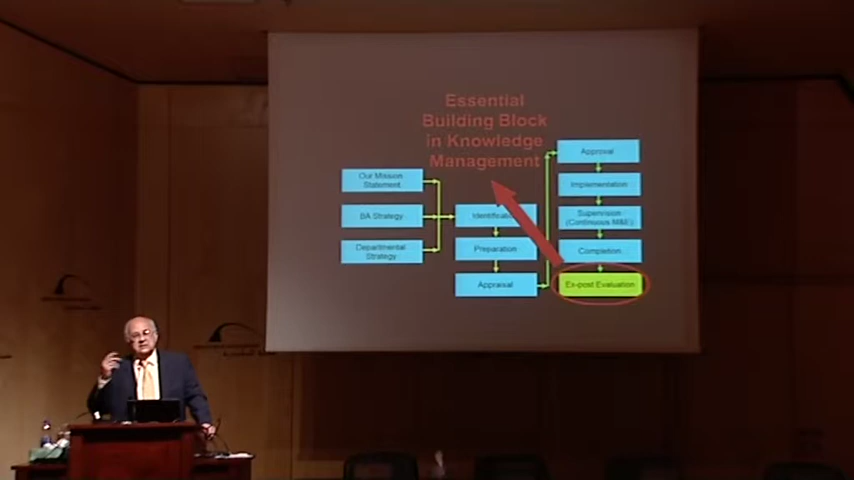 Essential
Building Block
in Knowledge
Management
Our Mission
Statement
BA Strategy
Departmental
Strategy
Identification
Preparation
Appraisal
Approval
Implementation
Supervision
(Continuous M&E)
Completion
Ex-post Evaluation